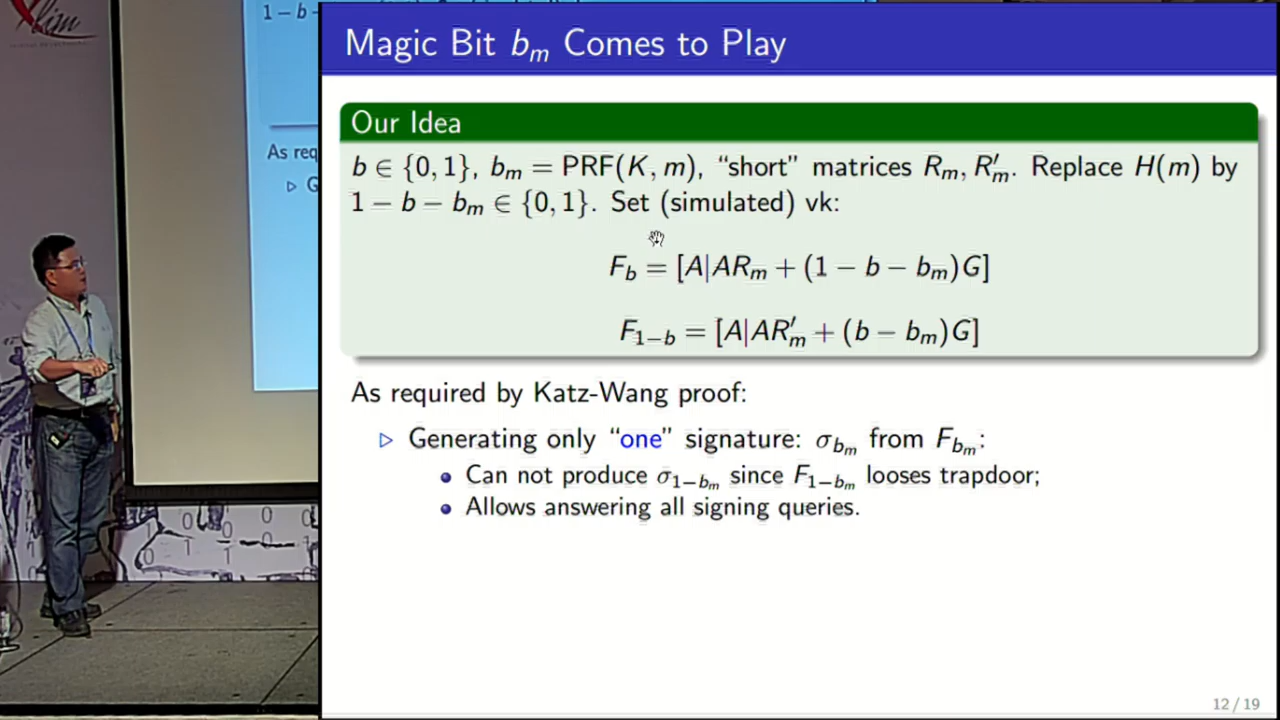 Magic Bit b_m Comes to Play
Our Idea
b ∈ {0, 1}, b_m = PRF(K, m), “short” matrices R_m, R′_m. Replace H(m) by
1 − b − b_m ∈ {0, 1}. Set (simulated) vk:
F_b = [A|AR_m + (1 − b − b_m)G]
F_{1−b} = [A|AR′_m + (b − b_m)G]
As required by Katz-Wang proof:
▷ Generating only “one” signature: σ_{b_m} from F_{b_m}:
• Can not produce σ_{1−b_m} since F_{1−b_m} looses trapdoor;
• Allows answering all signing queries.
12 / 19
1 − b −
As req
▷ G